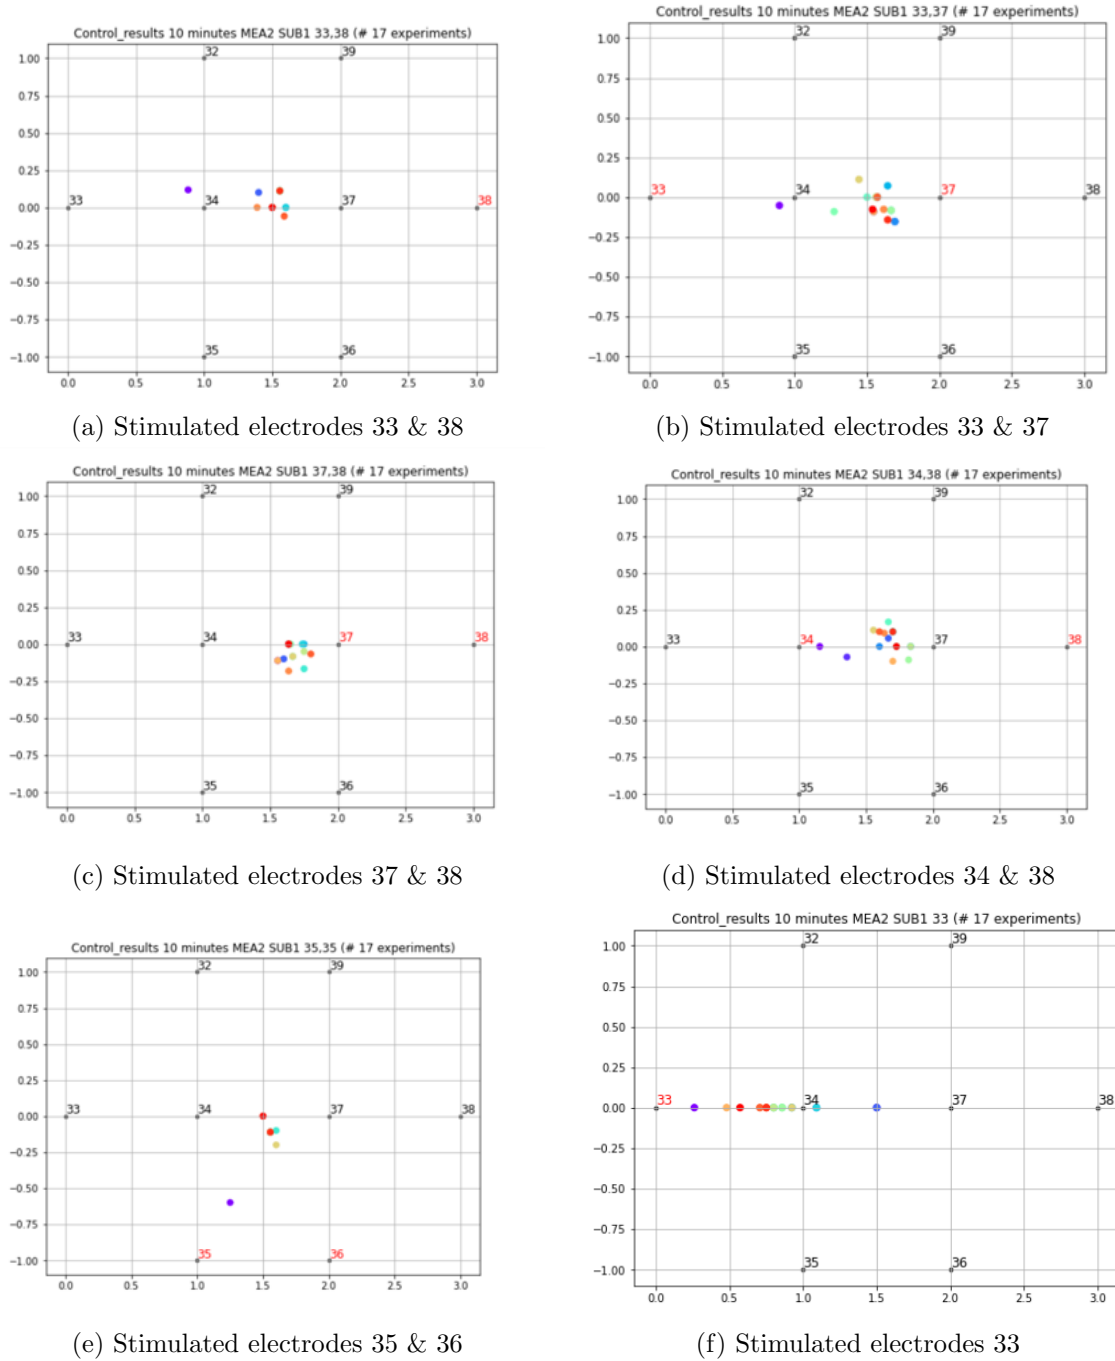 Control_results 10 minutes MEA2 SUB1 33,38 (# 17 experiments)
1.00
0.75
0.50
0.25
0.00
−0.25
−0.50
−0.75
−1.00
32 39
33 34 37 38
35 36
0.0 0.5 1.0 1.5 2.0 2.5 3.0
(a) Stimulated electrodes 33 & 38
Control_results 10 minutes MEA2 SUB1 33,37 (# 17 experiments)
1.00
0.75
0.50
0.25
0.00
−0.25
−0.50
−0.75
−1.00
32 39
33 34 37 38
35 36
0.0 0.5 1.0 1.5 2.0 2.5 3.0
(b) Stimulated electrodes 33 & 37
Control_results 10 minutes MEA2 SUB1 37,38 (# 17 experiments)
1.00
0.75
0.50
0.25
0.00
−0.25
−0.50
−0.75
−1.00
32 39
33 34 37 38
35 36
0.0 0.5 1.0 1.5 2.0 2.5 3.0
(c) Stimulated electrodes 37 & 38
Control_results 10 minutes MEA2 SUB1 34,38 (# 17 experiments)
1.00
0.75
0.50
0.25
0.00
−0.25
−0.50
−0.75
−1.00
32 39
33 34 37 38
35 36
0.0 0.5 1.0 1.5 2.0 2.5 3.0
(d) Stimulated electrodes 34 & 38
Control_results 10 minutes MEA2 SUB1 35,35 (# 17 experiments)
1.00
0.75
0.50
0.25
0.00
−0.25
−0.50
−0.75
−1.00
32 39
33 34 37 38
35 36
0.0 0.5 1.0 1.5 2.0 2.5 3.0
(e) Stimulated electrodes 35 & 36
Control_results 10 minutes MEA2 SUB1 33 (# 17 experiments)
1.00
0.75
0.50
0.25
0.00
−0.25
−0.50
−0.75
−1.00
32 39
33 34 37 38
35 36
0.0 0.5 1.0 1.5 2.0 2.5 3.0
(f) Stimulated electrodes 33